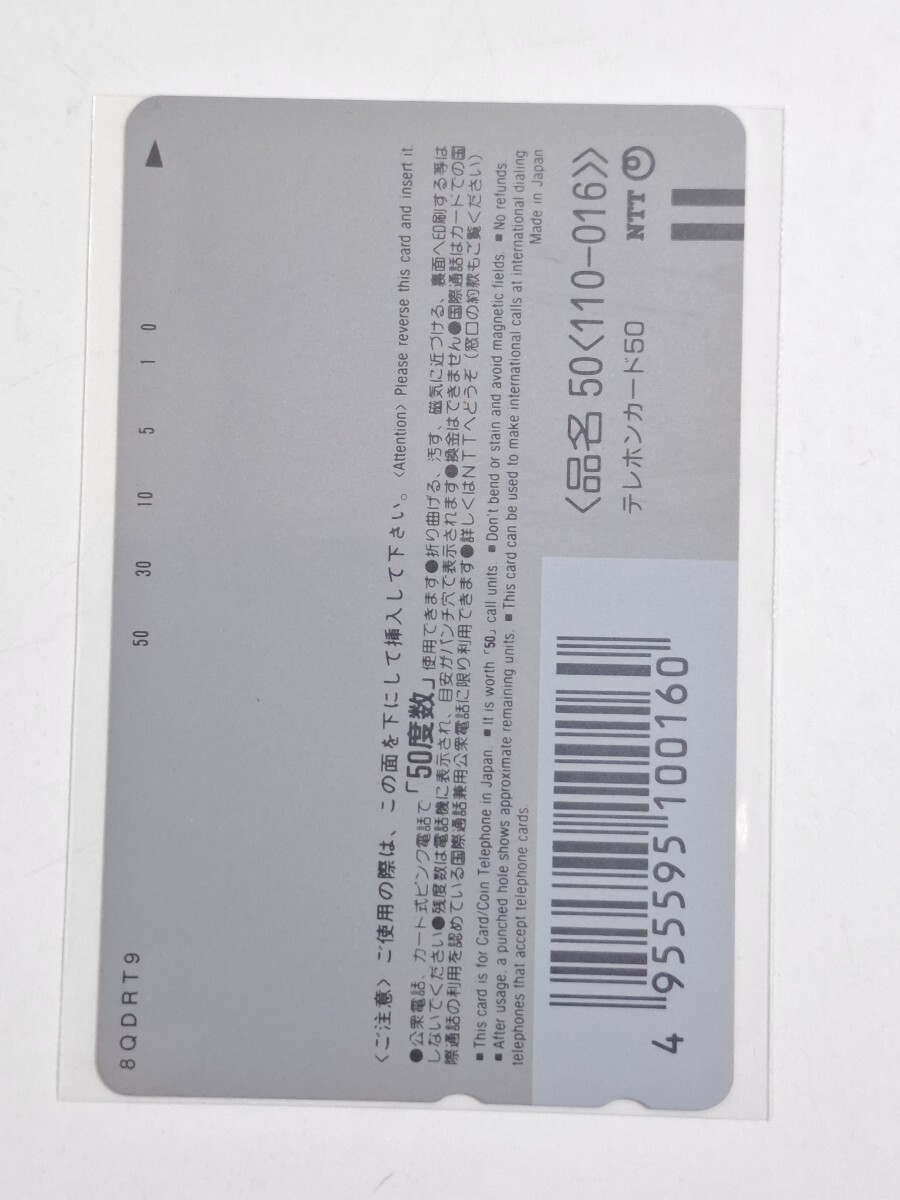 8QDRT9
50 30 10 5 1 0
〈ご注意〉ご使用の際は、この面を下にして挿入して下さい。〈Attention〉Please reverse this card and insert it.
●公衆電話、カード式ピンク電話で「50度数」使用できます●折り曲げる、汚す、磁気に近づける、裏面へ印刷する等は
しないでください●残度数は電話機に表示され、目安がパンチ穴で表示されます●換金はできません●国際通話はカードでの国
際通話の利用を認めている国際通話兼用公衆電話に限り利用できます●詳しくはNTTへどうぞ(窓口の約款もご覧ください)
■This card is for Card/Coin Telephone in Japan. ■It is worth「50」call units. ■Don't bend or stain and avoid magnetic fields. ■No refunds.
■After usage, a punched hole shows approximate remaining units. ■This card can be used to make international calls at international dialing
telephones that accept telephone cards. Made in Japan
〈品名 50〈110-016〉〉
テレホンカード50 NTT
4 955595 100160